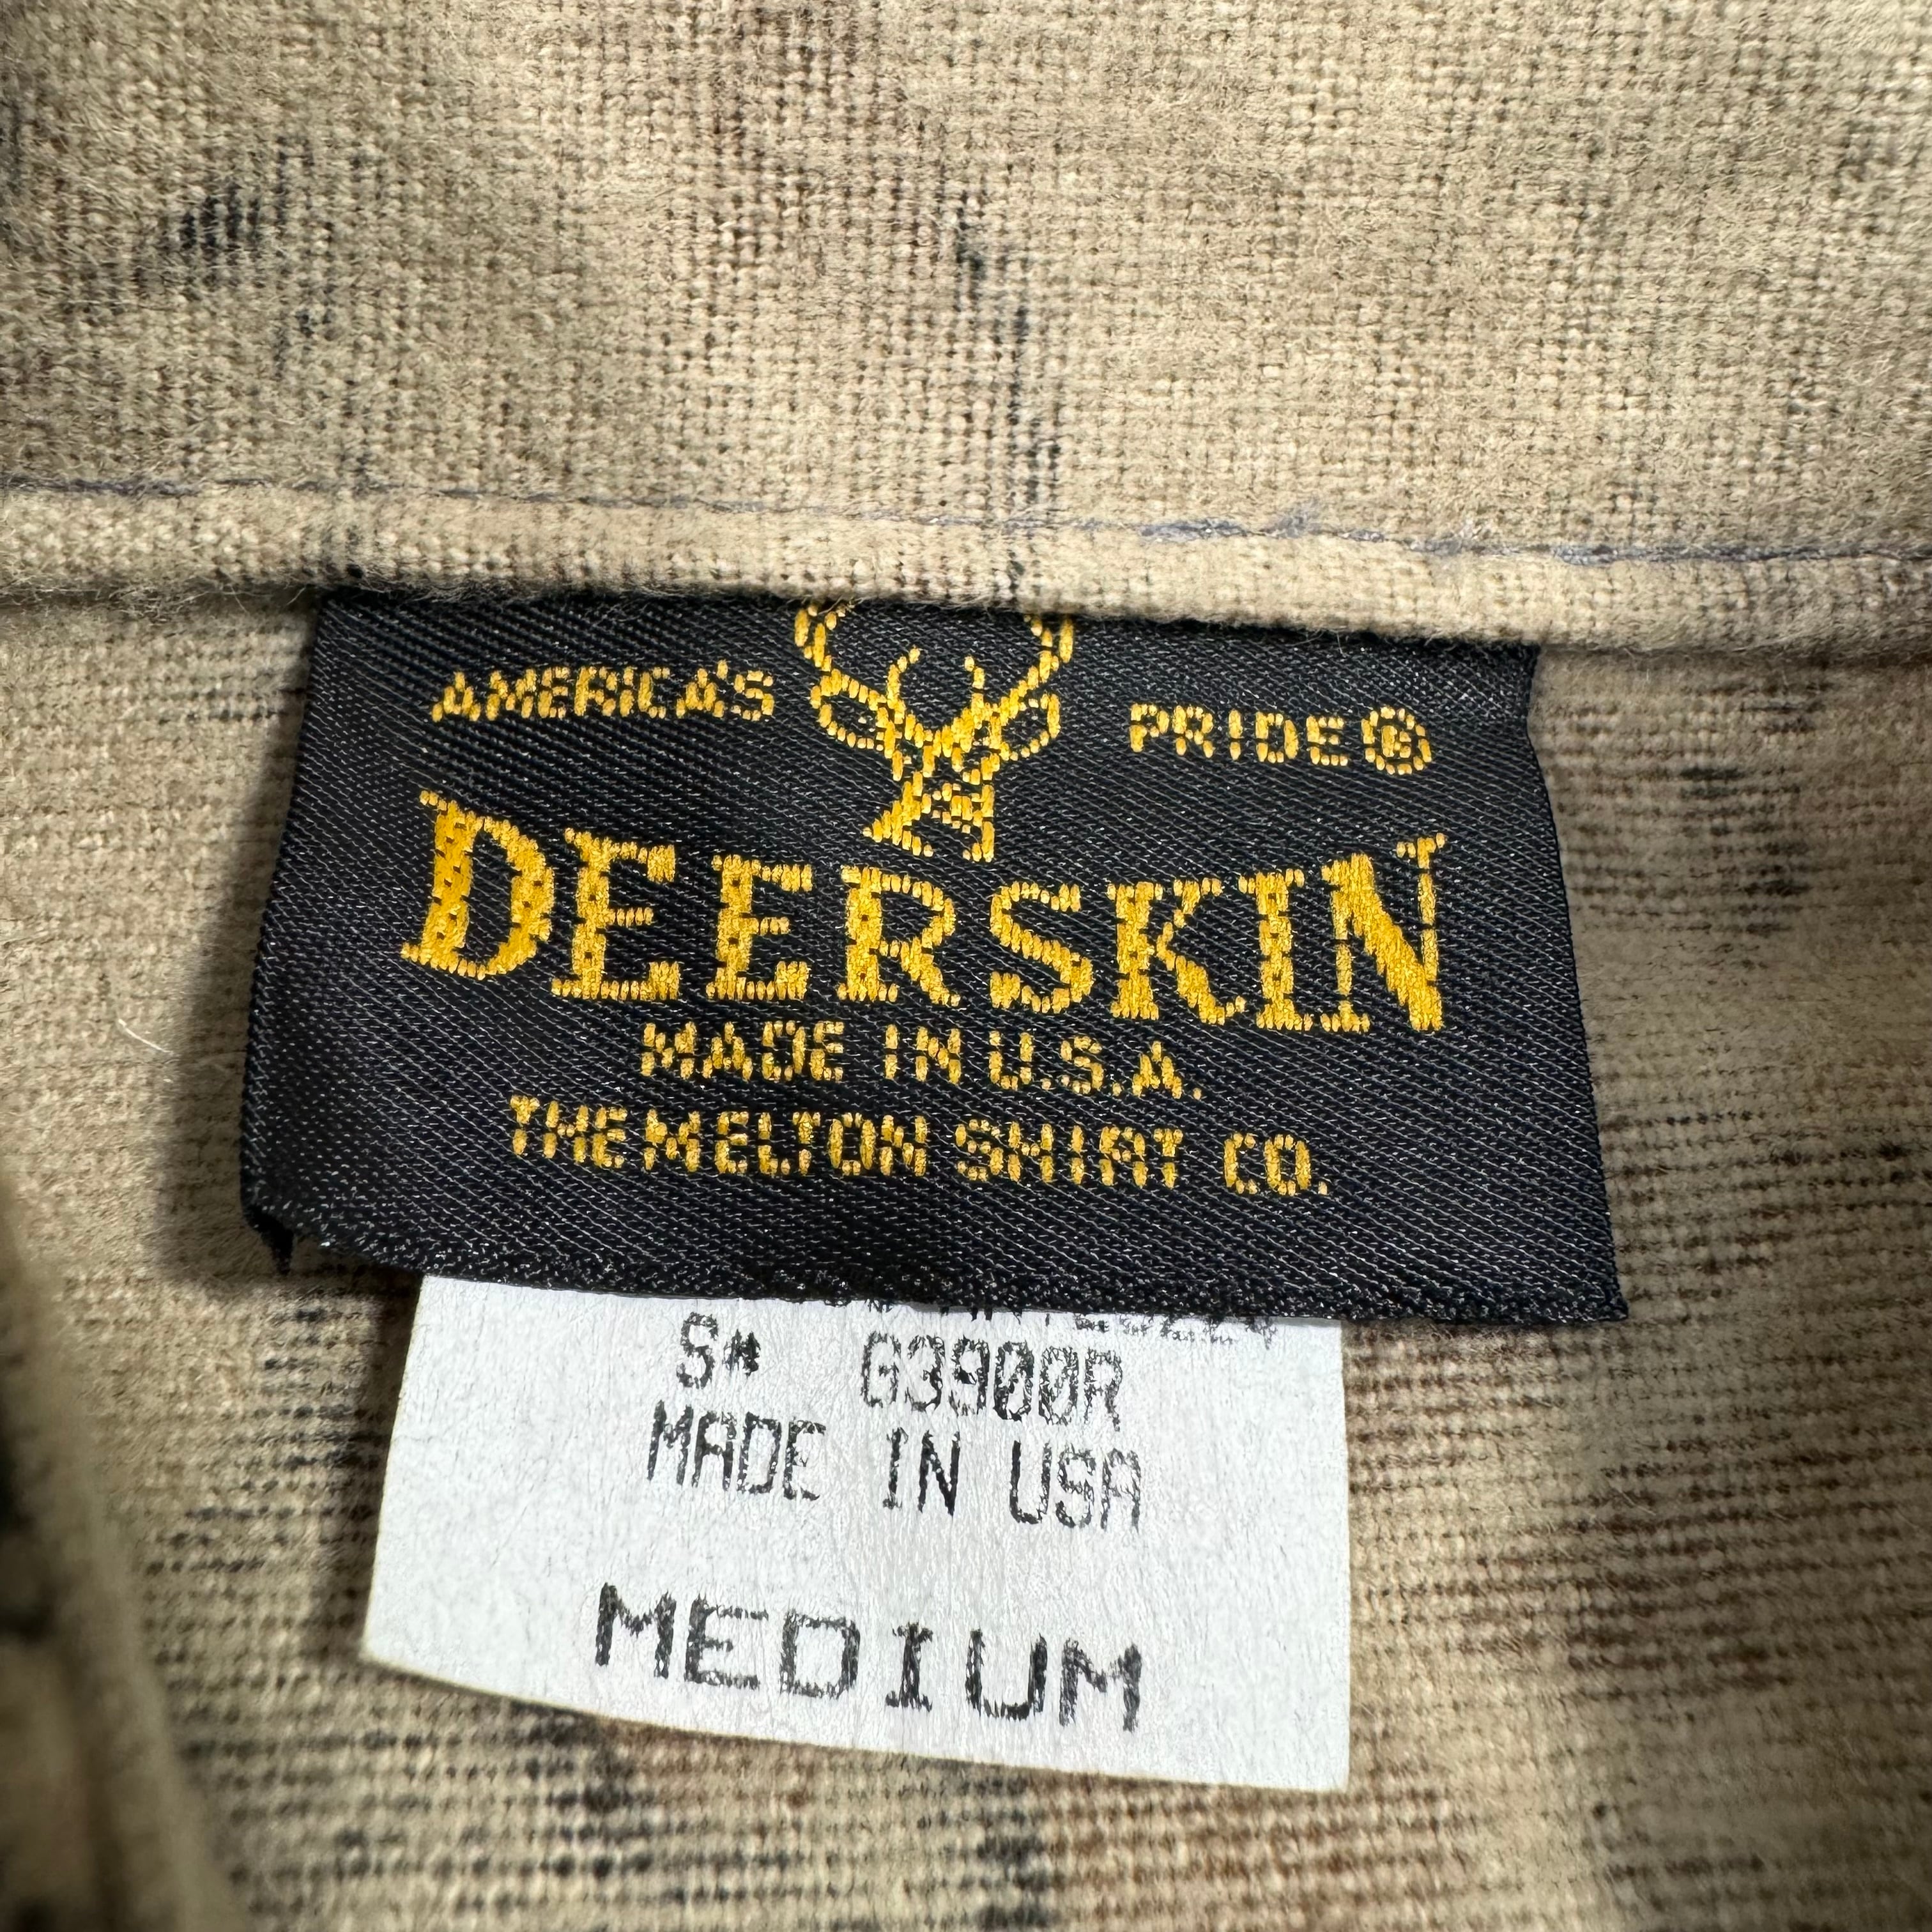 AMERICA'S PRIDE®
DEERSKIN
MADE IN U.S.A.
THE MELTON SHIRT CO.
S# G3900R
MADE IN USA
MEDIUM